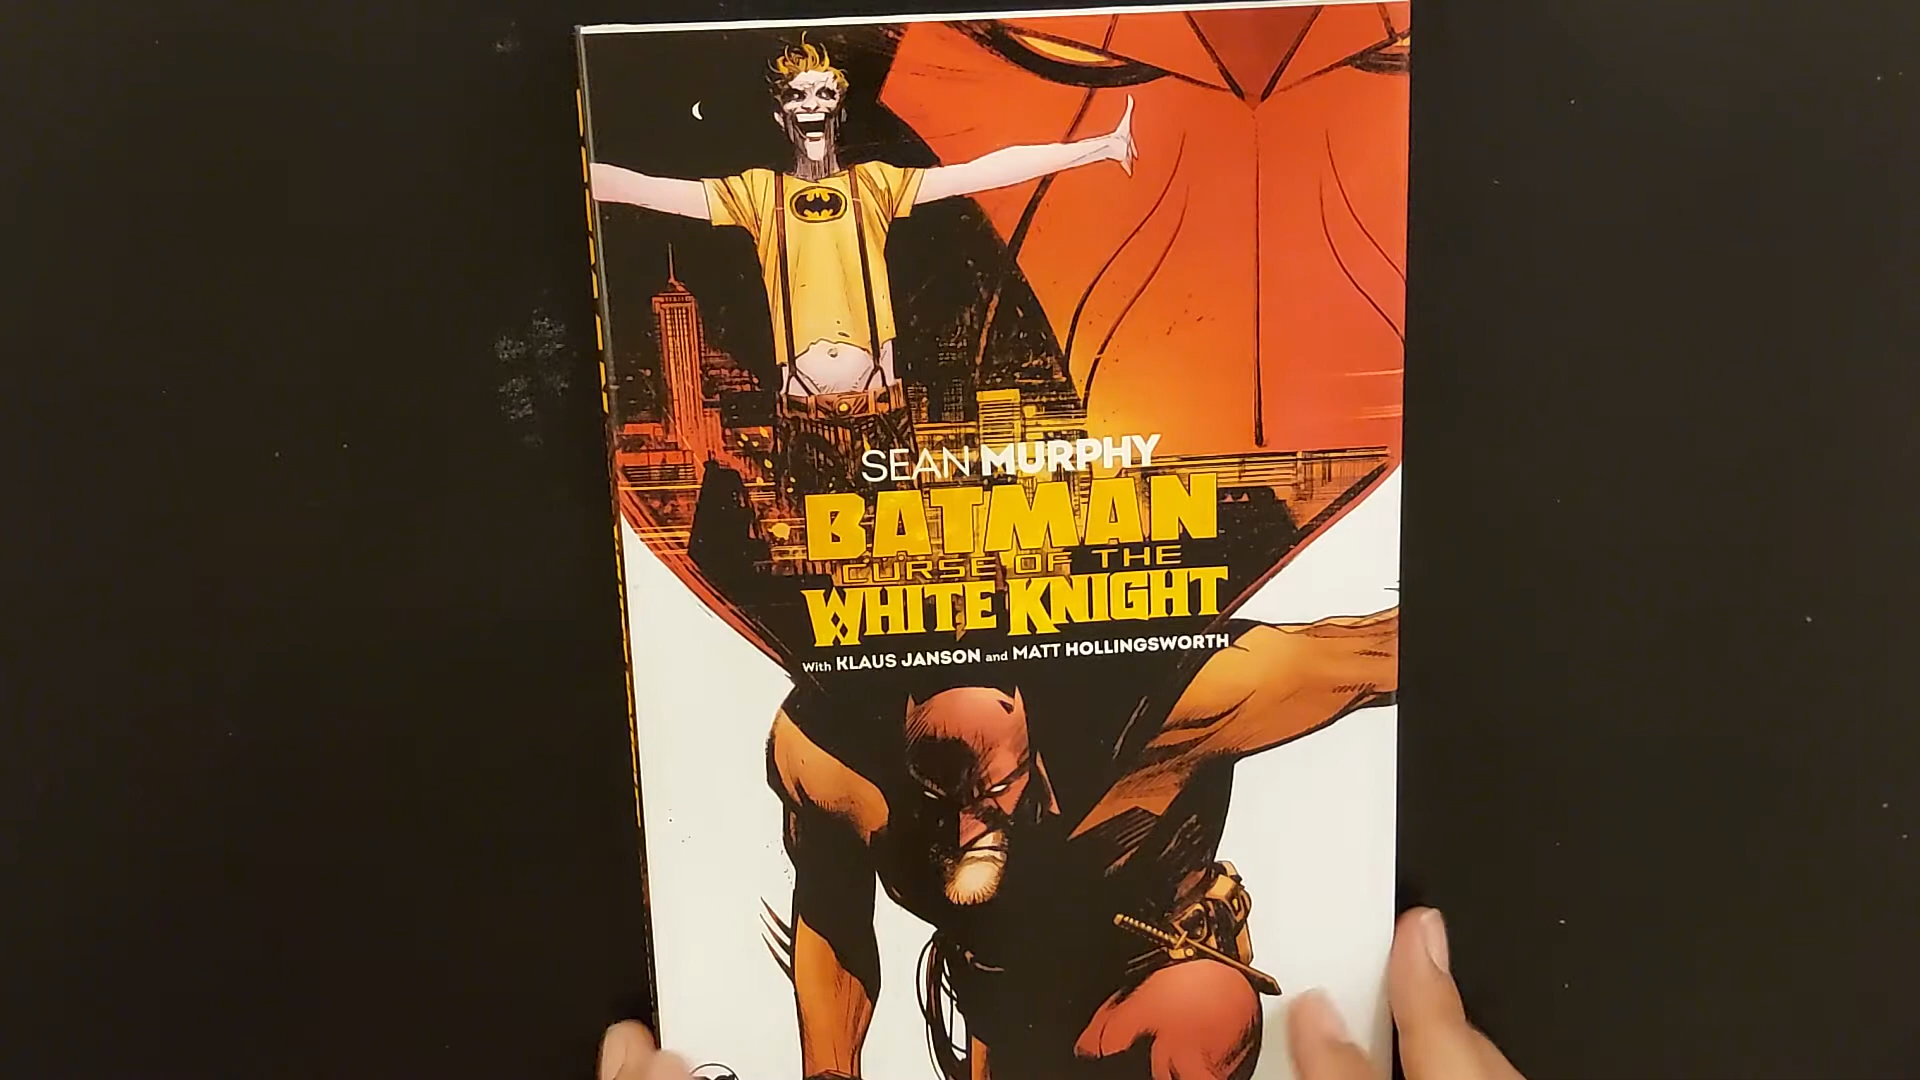 SEAN MURPHY
BATMAN
CURSE OF THE
WHITE KNIGHT
With KLAUS JANSON and MATT HOLLINGSWORTH